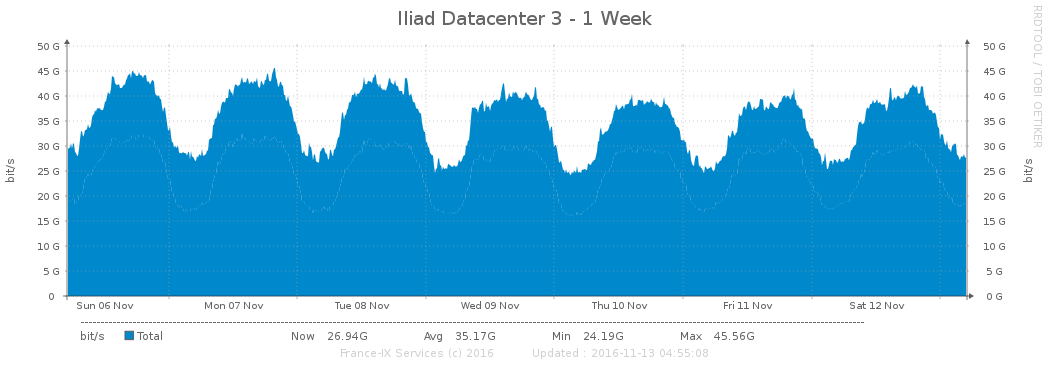 Iliad Datacenter 3 - 1 Week
RRDTOOL / TOBI OETIKER
50 G 50 G
45 G 45 G
40 G 40 G
35 G 35 G
30 G 30 G
25 G 25 G
20 G 20 G
15 G 15 G
10 G 10 G
5 G 5 G
0 0 G
bit/s bit/s
Sun 06 Nov Mon 07 Nov Tue 08 Nov Wed 09 Nov Thu 10 Nov Fri 11 Nov Sat 12 Nov
bit/s Total Now 26.94G Avg 35.17G Min 24.19G Max 45.56G
France-IX Services (c) 2016 Updated : 2016-11-13 04:55:08